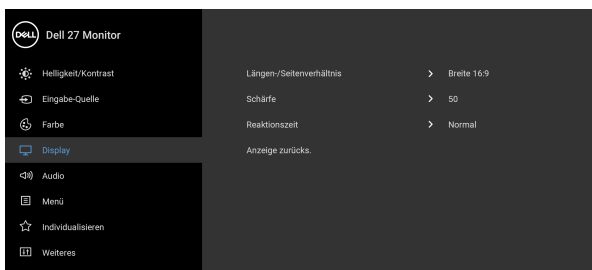 DELL Dell 27 Monitor
Helligkeit/Kontrast
Eingabe-Quelle
Farbe
Display
Audio
Menü
Individualisieren
Weiteres
Längen-/Seitenverhältnis > Breite 16:9
Schärfe > 50
Reaktionszeit > Normal
Anzeige zurücks.